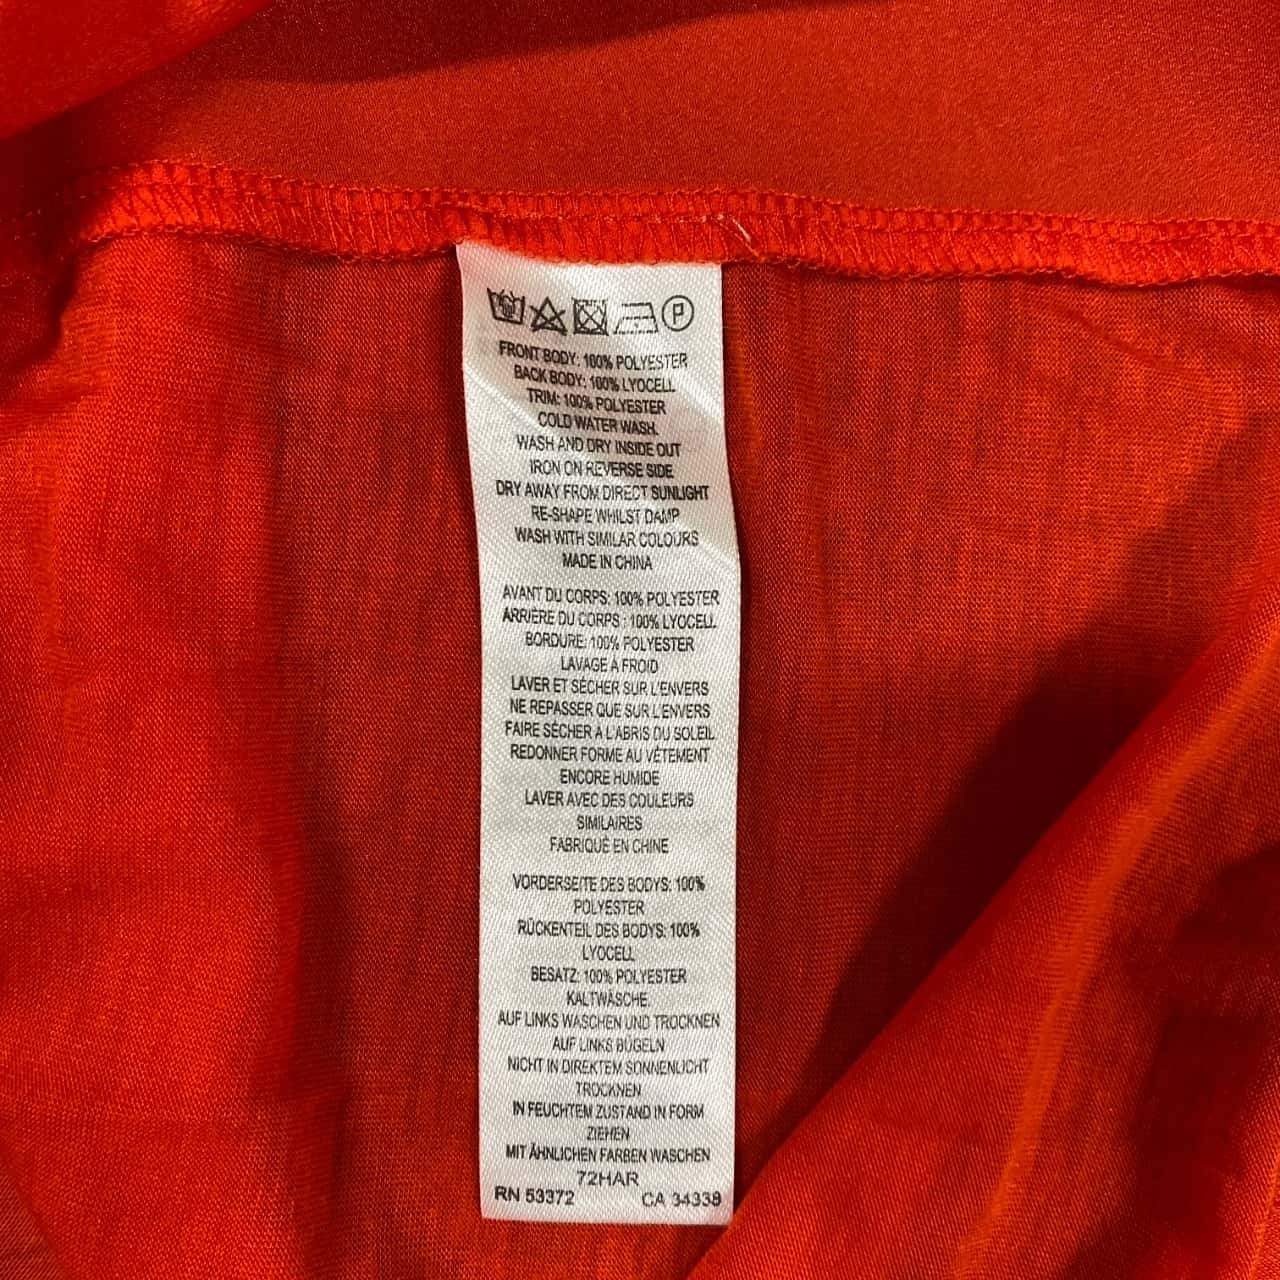 P
FRONT BODY: 100% POLYESTER
BACK BODY: 100% LYOCELL
TRIM: 100% POLYESTER
COLD WATER WASH.
WASH AND DRY INSIDE OUT
IRON ON REVERSE SIDE
DRY AWAY FROM DIRECT SUNLIGHT
RE-SHAPE WHILST DAMP
WASH WITH SIMILAR COLOURS
MADE IN CHINA
AVANT DU CORPS: 100% POLYESTER
ARRIÈRE DU CORPS : 100% LYOCELL
BORDURE: 100% POLYESTER
LAVAGE A FROID
LAVER ET SÉCHER SUR L'ENVERS
NE REPASSER QUE SUR L'ENVERS
FAIRE SÉCHER A L'ABRIS DU SOLEIL
REDONNER FORME AU VÊTEMENT
ENCORE HUMIDE
LAVER AVEC DES COULEURS
SIMILAIRES
FABRIQUÉ EN CHINE
VORDERSEITE DES BODYS: 100%
POLYESTER
RÜCKENTEIL DES BODYS: 100%
LYOCELL
BESATZ: 100% POLYESTER
KALTWÄSCHE.
AUF LINKS WASCHEN UND TROCKNEN
AUF LINKS BÜGELN
NICHT IN DIREKTEM SONNENLICHT
TROCKNEN
IN FEUCHTEM ZUSTAND IN FORM
ZIEHEN
MIT ÄHNLICHEN FARBEN WASCHEN
72HAR
RN 53372 CA 34338